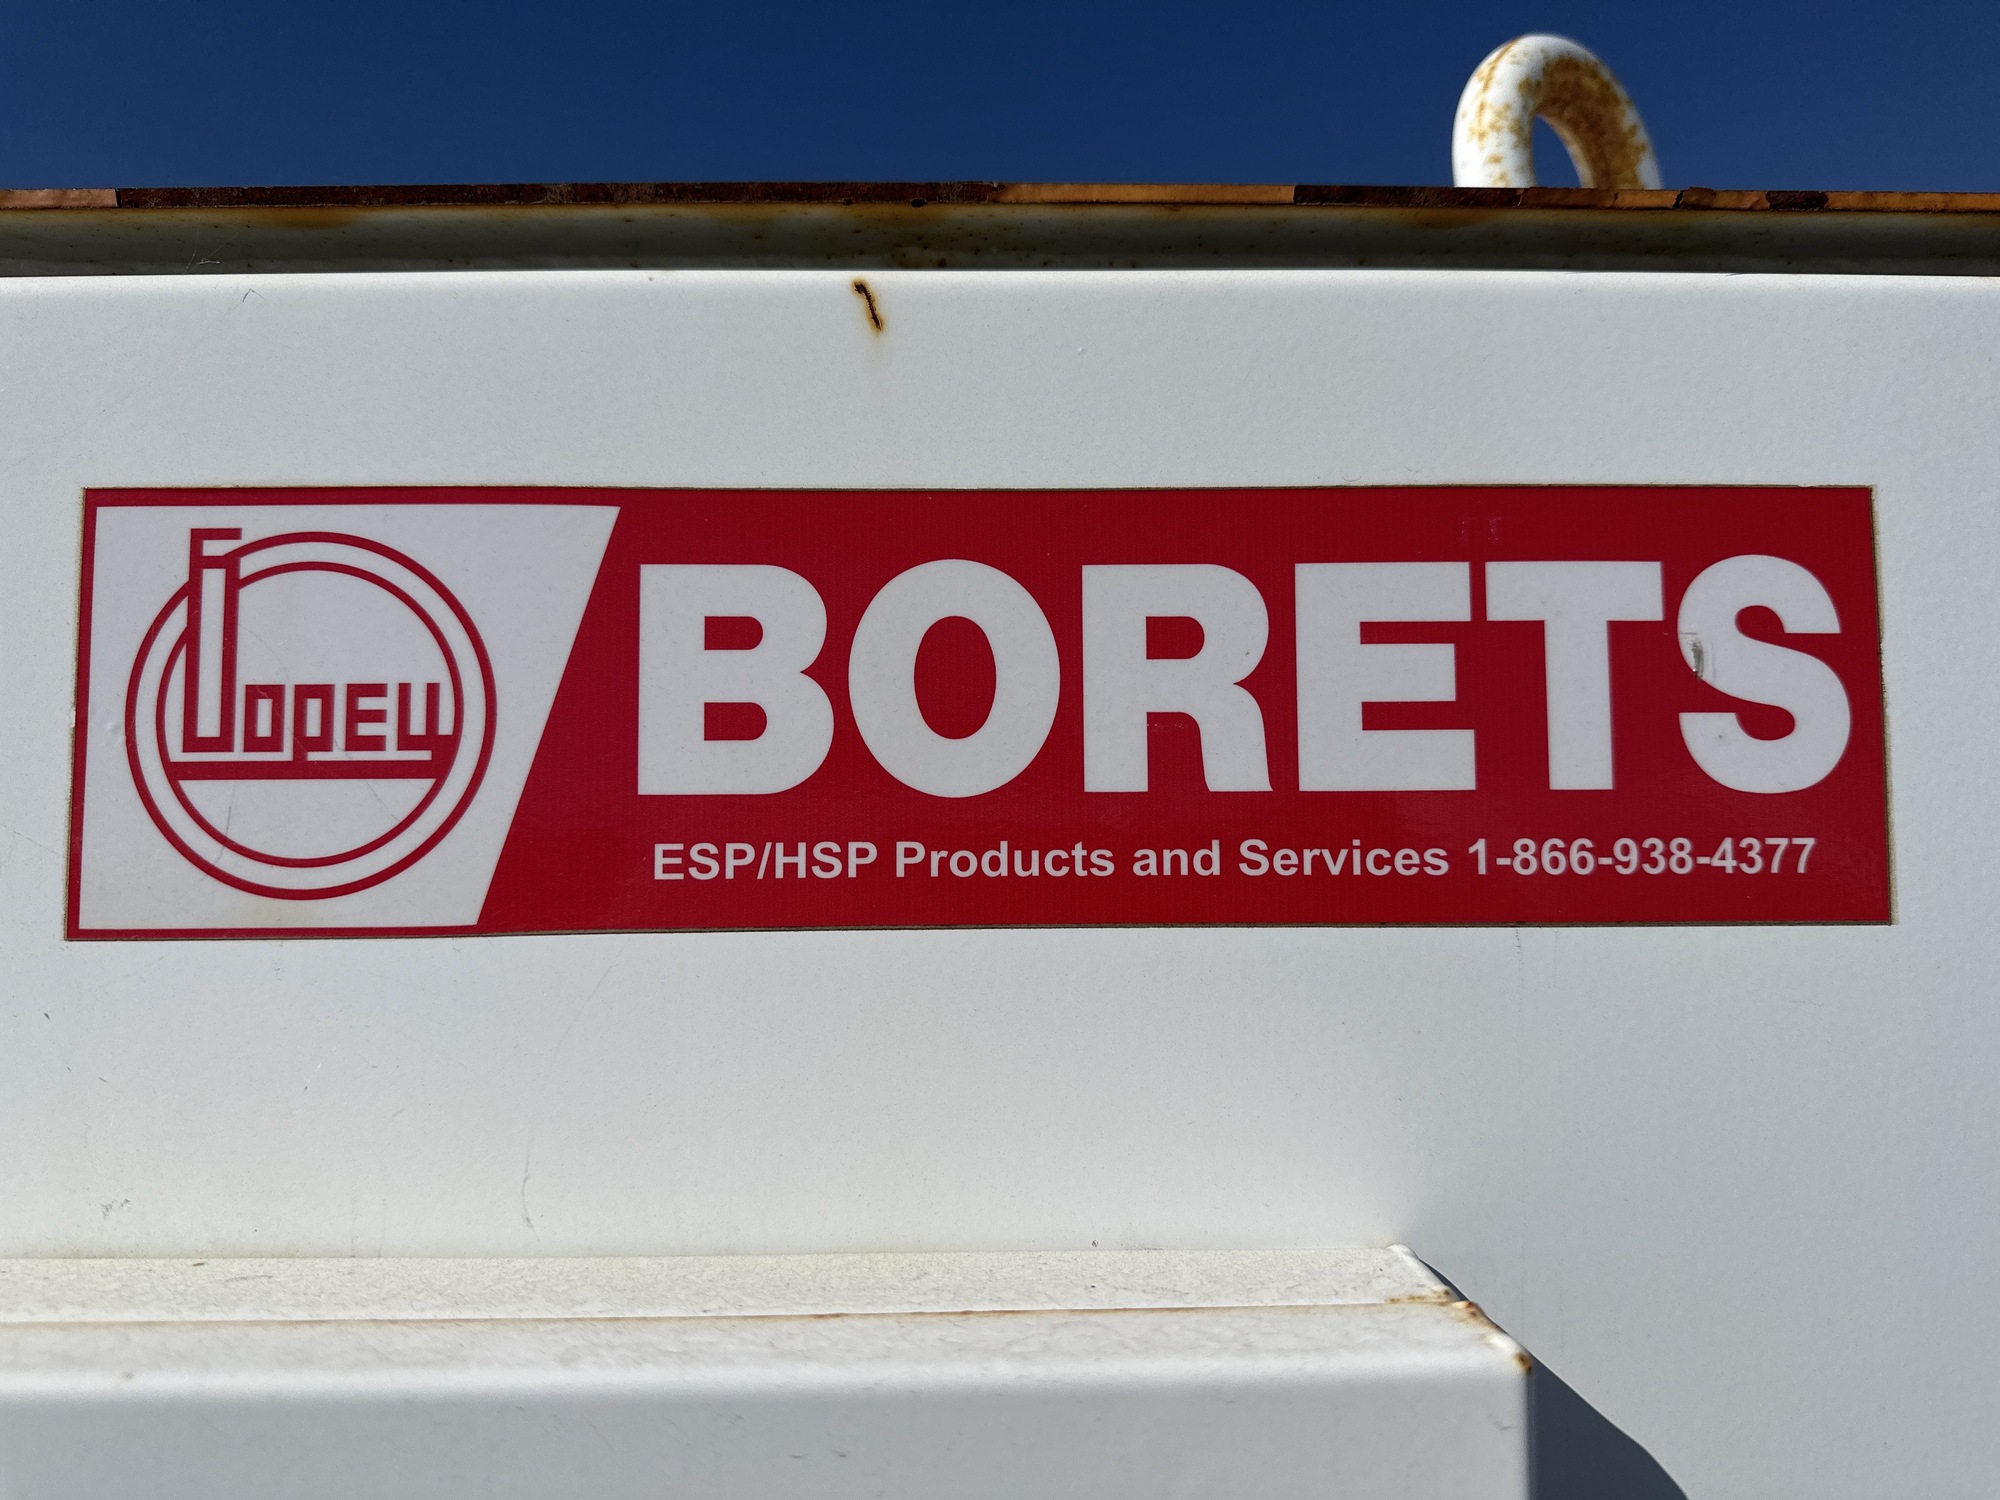 Борец
BORETS
ESP/HSP Products and Services 1-866-938-4377